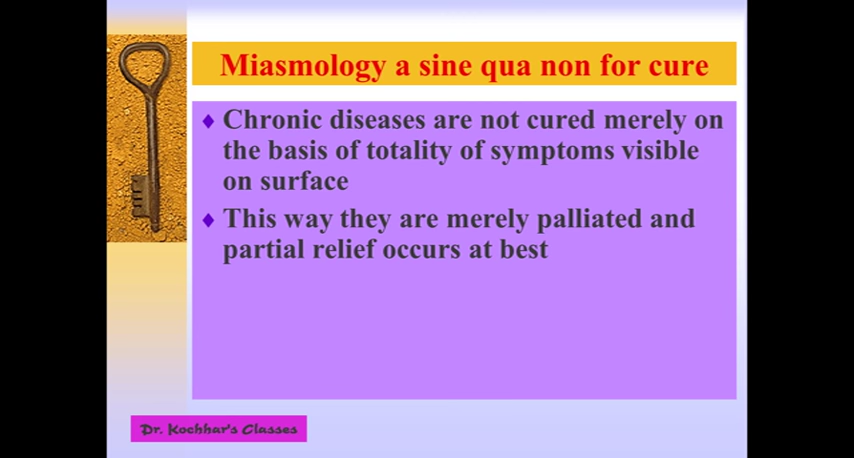 Miasmology a sine qua non for cure
Chronic diseases are not cured merely on
the basis of totality of symptoms visible
on surface
This way they are merely palliated and
partial relief occurs at best
Dr. Kochhar's Classes